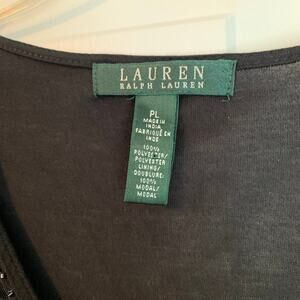 LAUREN
RALPH LAUREN
PL
MADE IN
INDIA
FABRIQUÉ EN
INDE
100%
POLYESTER/
POLYESTER
LINING/
DOUBLURE:
100%
MODAL/
MODAL